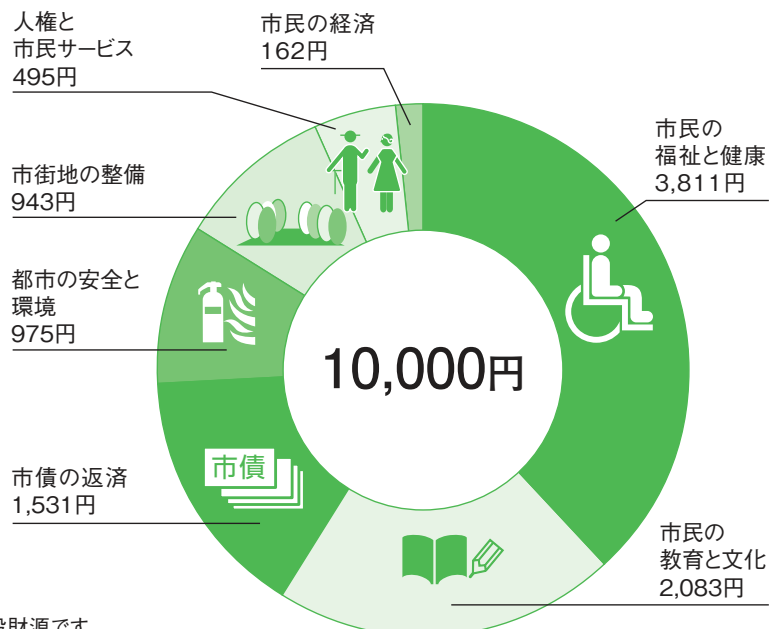 人権と
市民サービス
495円
市民の経済
162円
市民の
福祉と健康
3,811円
市街地の整備
943円
都市の安全と
環境
975円
10,000円
市債の返済
1,531円
市債
市民の
教育と文化
2,083円
財源です